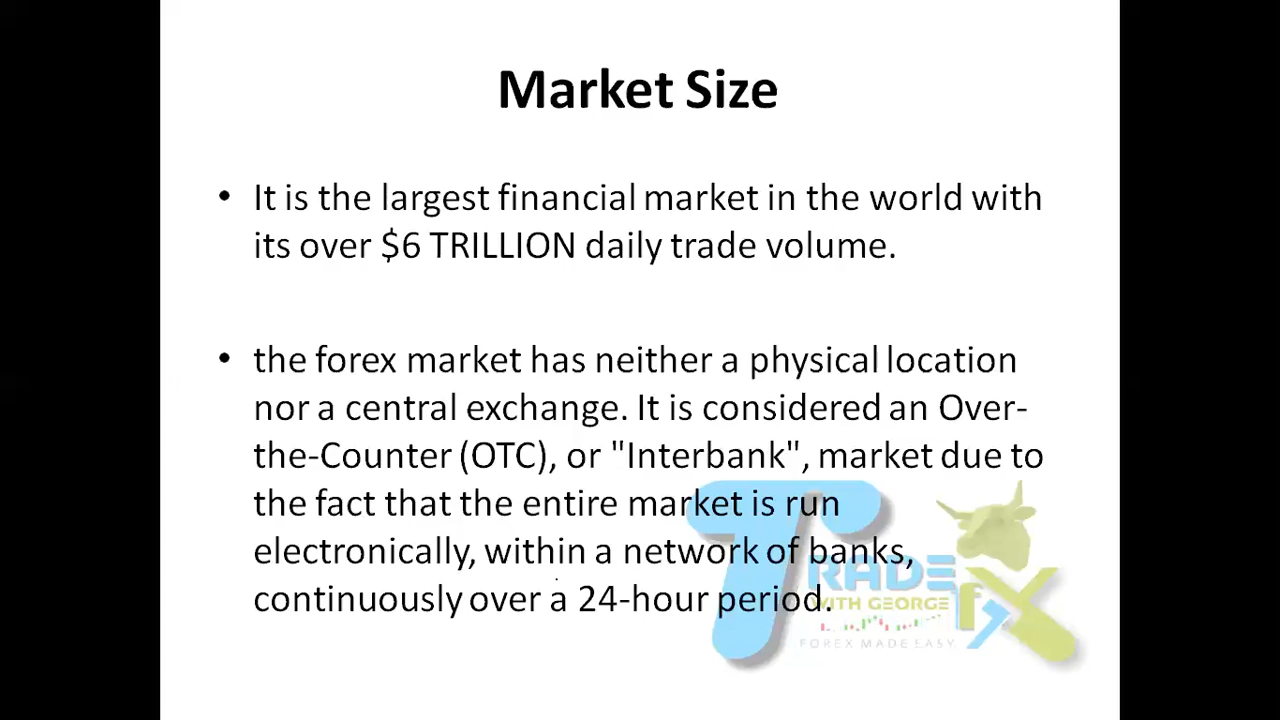 Market Size
• It is the largest financial market in the world with
its over $6 TRILLION daily trade volume.
• the forex market has neither a physical location
nor a central exchange. It is considered an Over-
the-Counter (OTC), or "Interbank", market due to
the fact that the entire market is run
electronically, within a network of banks,
continuously over a 24-hour period.
TRADE
WITH GEORGE
fX
FOREX MADE EASY